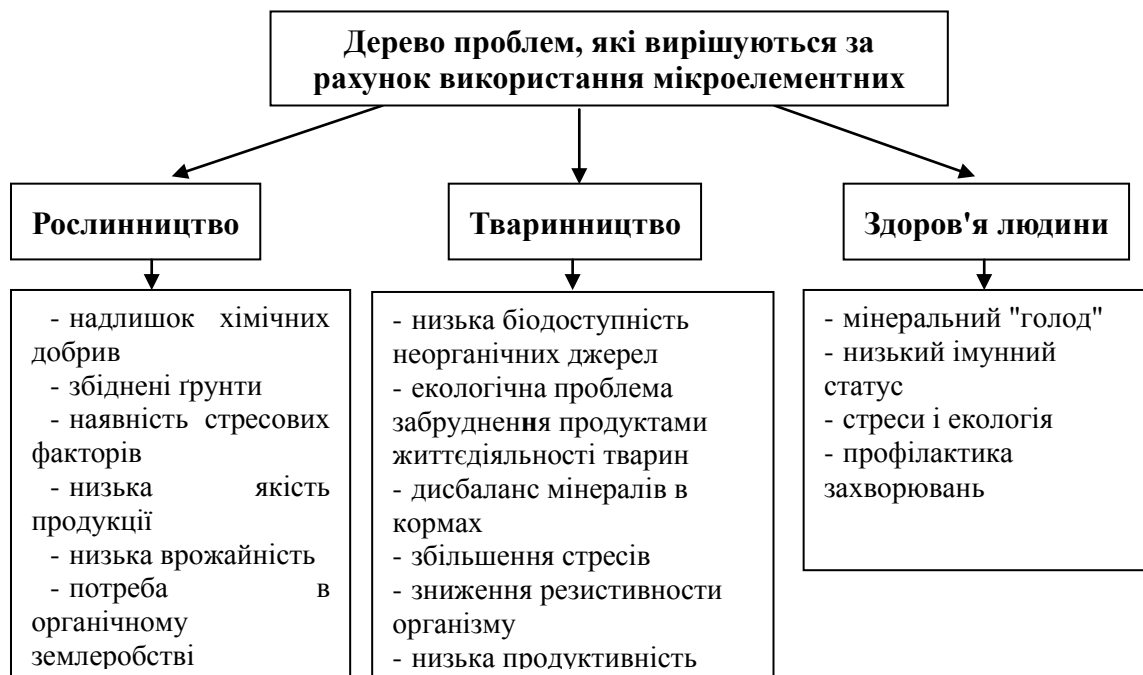 Дерево проблем, які вирішуються за
рахунок використання мікроелементних
Рослинництво
- надлишок хімічних
добрив
- збіднені ґрунти
- наявність стресових
факторів
- низька якість
продукції
- низька врожайність
- потреба в
органічному
землеробстві
Тваринництво
- низька біодоступність
неорганічних джерел
- екологічна проблема
забруднення продуктами
життєдіяльності тварин
- дисбаланс мінералів в
кормах
- збільшення стресів
- зниження резистивности
організму
- низька продуктивність
Здоров'я людини
- мінеральний "голод"
- низький імунний
статус
- стреси і екологія
- профілактика
захворювань